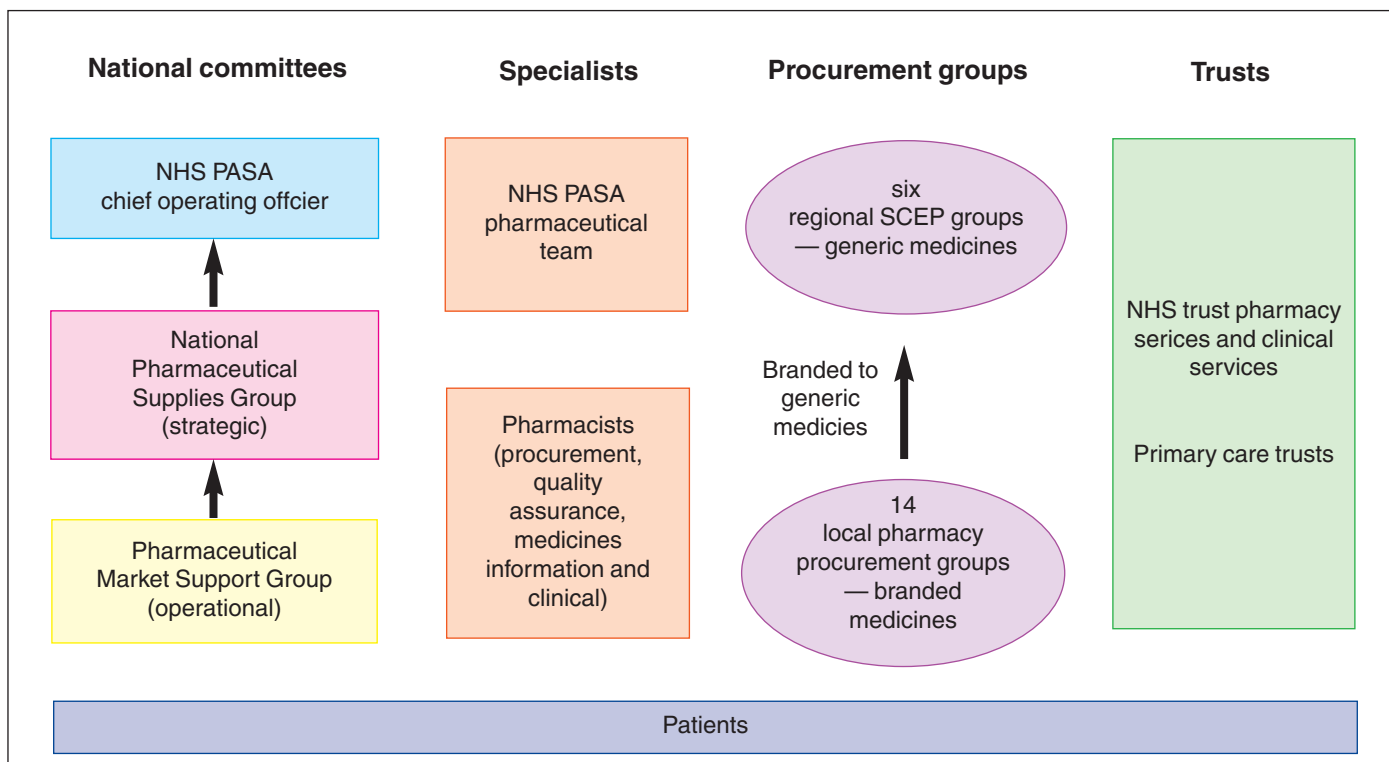 National committees
Specialists
Procurement groups
Trusts
NHS PASA
chief operating offcier
National
Pharmaceutical
Supplies Group
(strategic)
Pharmaceutical
Market Support Group
(operational)
NHS PASA
pharmaceutical
team
Pharmacists
(procurement,
quality
assurance,
medicines
information and
clinical)
six
regional SCEP groups
— generic medicines
Branded to
generic
medicies
14
local pharmacy
procurement groups
— branded
medicines
NHS trust pharmacy
serices and clinical
services
Primary care trusts
Patients